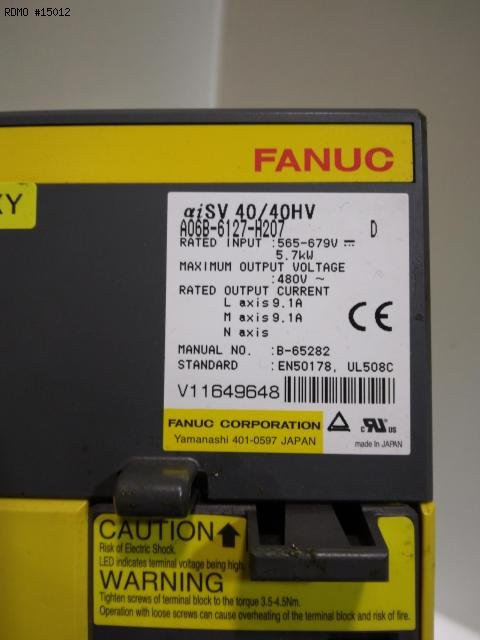 RDMO #15012
FANUC
XY
αiSV 40/40HV
A06B-6127-H207 D
RATED INPUT :565-679V ⎓
5.7kW
MAXIMUM OUTPUT VOLTAGE
:480V ~
RATED OUTPUT CURRENT
L axis 9.1A
M axis 9.1A
N axis
CE
MANUAL NO. :B-65282
STANDARD :EN50178, UL508C
V11649648
FANUC CORPORATION
Yamanashi 401-0597 JAPAN
c RU us
made in JAPAN
CAUTION
Risk of Electric Shock.
LED indicates terminal voltage being high.
WARNING
Tighten screws of terminal block to the torque 3.5-4.5Nm.
Operation with loose screws can cause overheating of the terminal block and risk of fire.